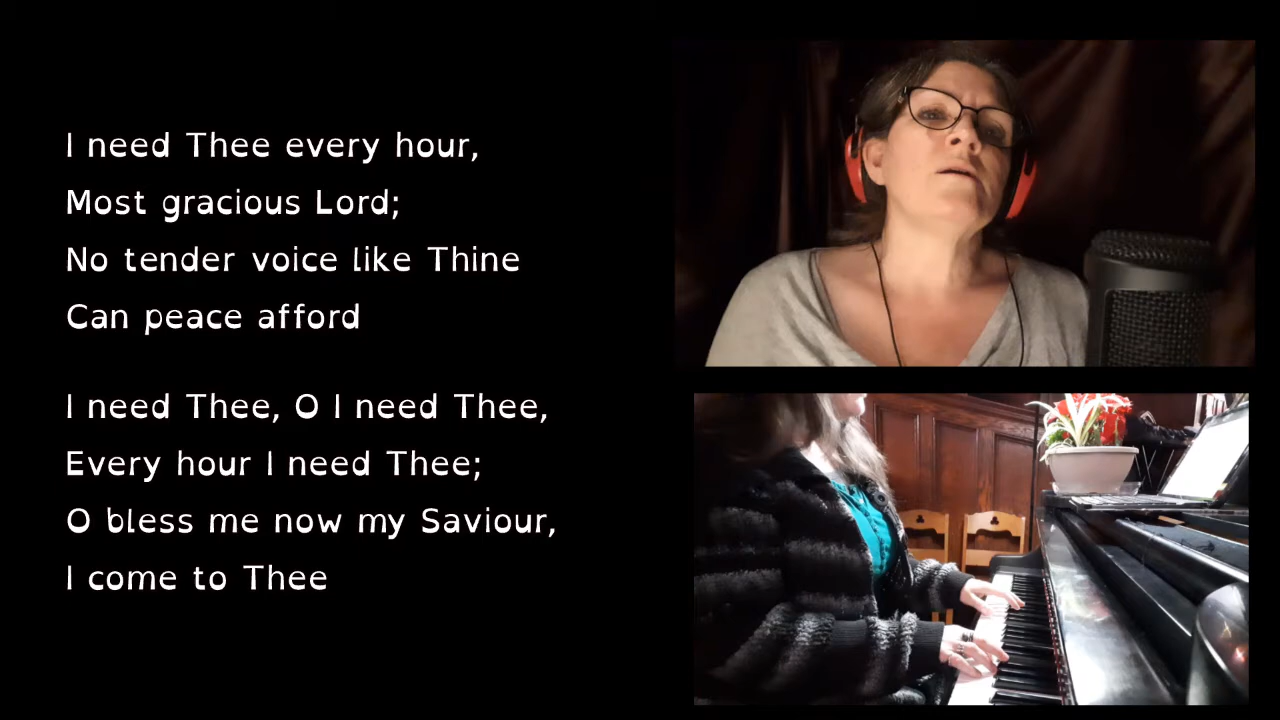 I need Thee every hour,
Most gracious Lord;
No tender voice like Thine
Can peace afford
I need Thee, O I need Thee,
Every hour I need Thee;
O bless me now my Saviour,
I come to Thee